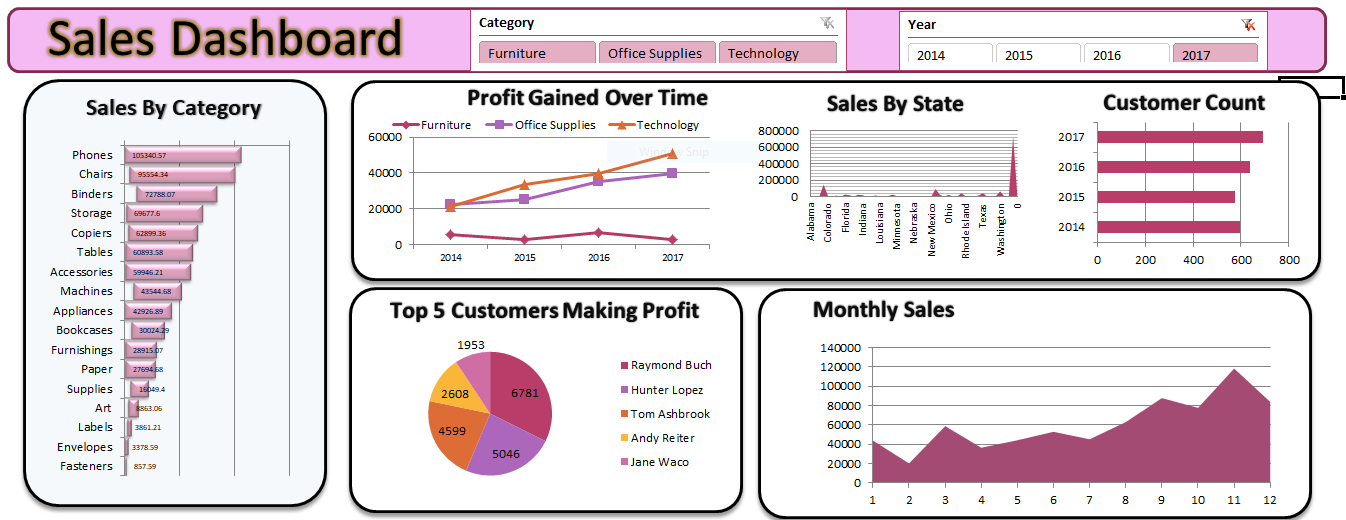 Sales Dashboard
Category
Furniture
Office Supplies
Technology
Year
2014
2015
2016
2017
Sales By Category
Phones 105340.57
Chairs 95554.34
Binders 72788.07
Storage 69677.6
Copiers 62899.36
Tables 60893.58
Accessories 59946.21
Machines 43544.68
Appliances 42926.89
Bookcases 30024.29
Furnishings 28915.07
Paper 27694.68
Supplies 16049.4
Art 8863.06
Labels 3861.21
Envelopes 3378.59
Fasteners 857.59
Profit Gained Over Time
Furniture Office Supplies Technology
60000
40000
20000
0
2014 2015 2016 2017
Window Snip
Sales By State
800000
600000
400000
200000
0
Alabama
Colorado
Florida
Indiana
Louisiana
Minnesota
Nebraska
New Mexico
Ohio
Rhode Island
Texas
Washington
0
Customer Count
2017
2016
2015
2014
0 200 400 600 800
Top 5 Customers Making Profit
1953
2608
6781
4599
5046
Raymond Buch
Hunter Lopez
Tom Ashbrook
Andy Reiter
Jane Waco
Monthly Sales
140000
120000
100000
80000
60000
40000
20000
0
1 2 3 4 5 6 7 8 9 10 11 12